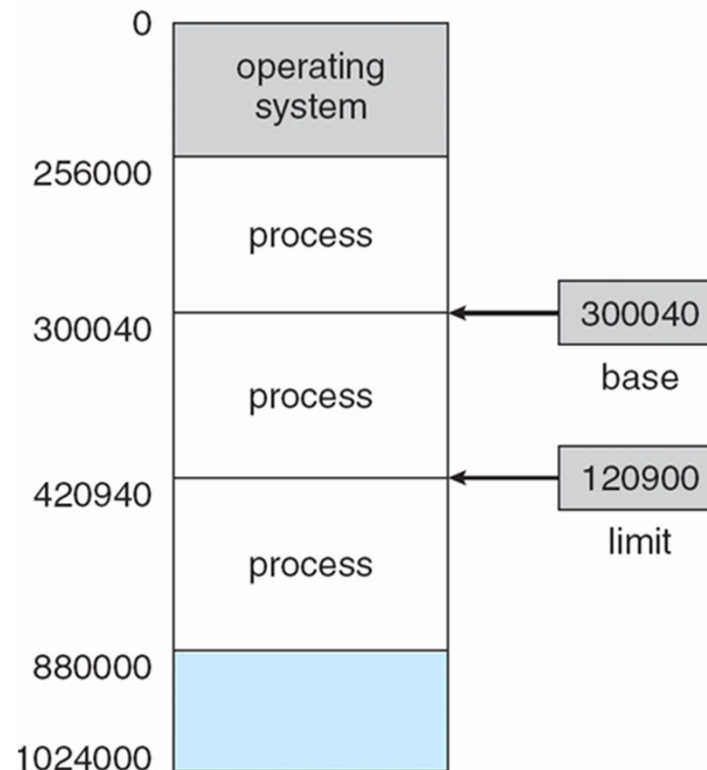 0
operating
system
256000
process
300040
300040
base
process
420940
120900
limit
process
880000
1024000